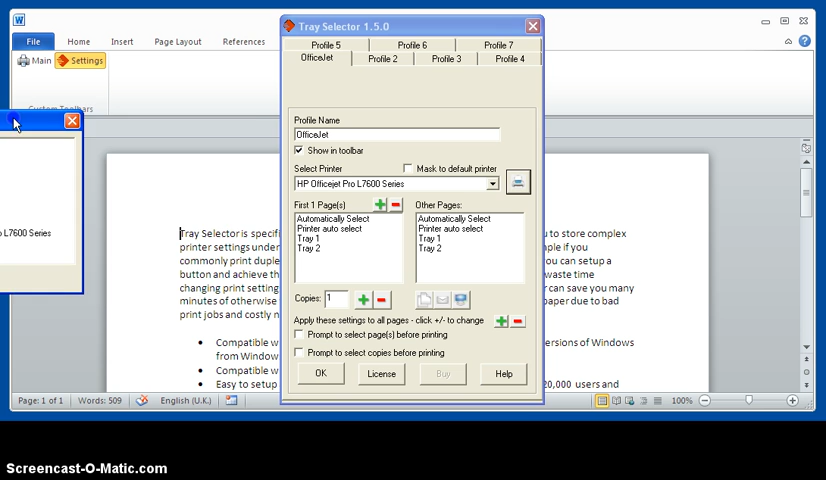 Tray Selector 1.5.0
File Home Insert Page Layout References
Main Settings
Custom Toolbars
Profile 5 Profile 6 Profile 7
OfficeJet Profile 2 Profile 3 Profile 4
Profile Name
OfficeJet
Show in toolbar
Select Printer Mask to default printer
HP Officejet Pro L7600 Series
First 1 Page(s) Other Pages:
Automatically Select Automatically Select
Printer auto select Printer auto select
Tray 1 Tray 1
Tray 2 Tray 2
Copies: 1
Apply these settings to all pages - click +/- to change
Prompt to select page(s) before printing
Prompt to select copies before printing
OK License Buy Help
L7600 Series
Tray Selector is specifi u to store complex
printer settings under mple if you
commonly print duple ou can setup a
button and achieve th waste time
changing print setting r can save you many
minutes of otherwise paper due to bad
print jobs and costly n
Compatible w ersions of Windows
from Window
Compatible w
Easy to setup 20,000 users and
Page: 1 of 1 Words: 509 English (U.K.) 100%
Screencast-O-Matic.com